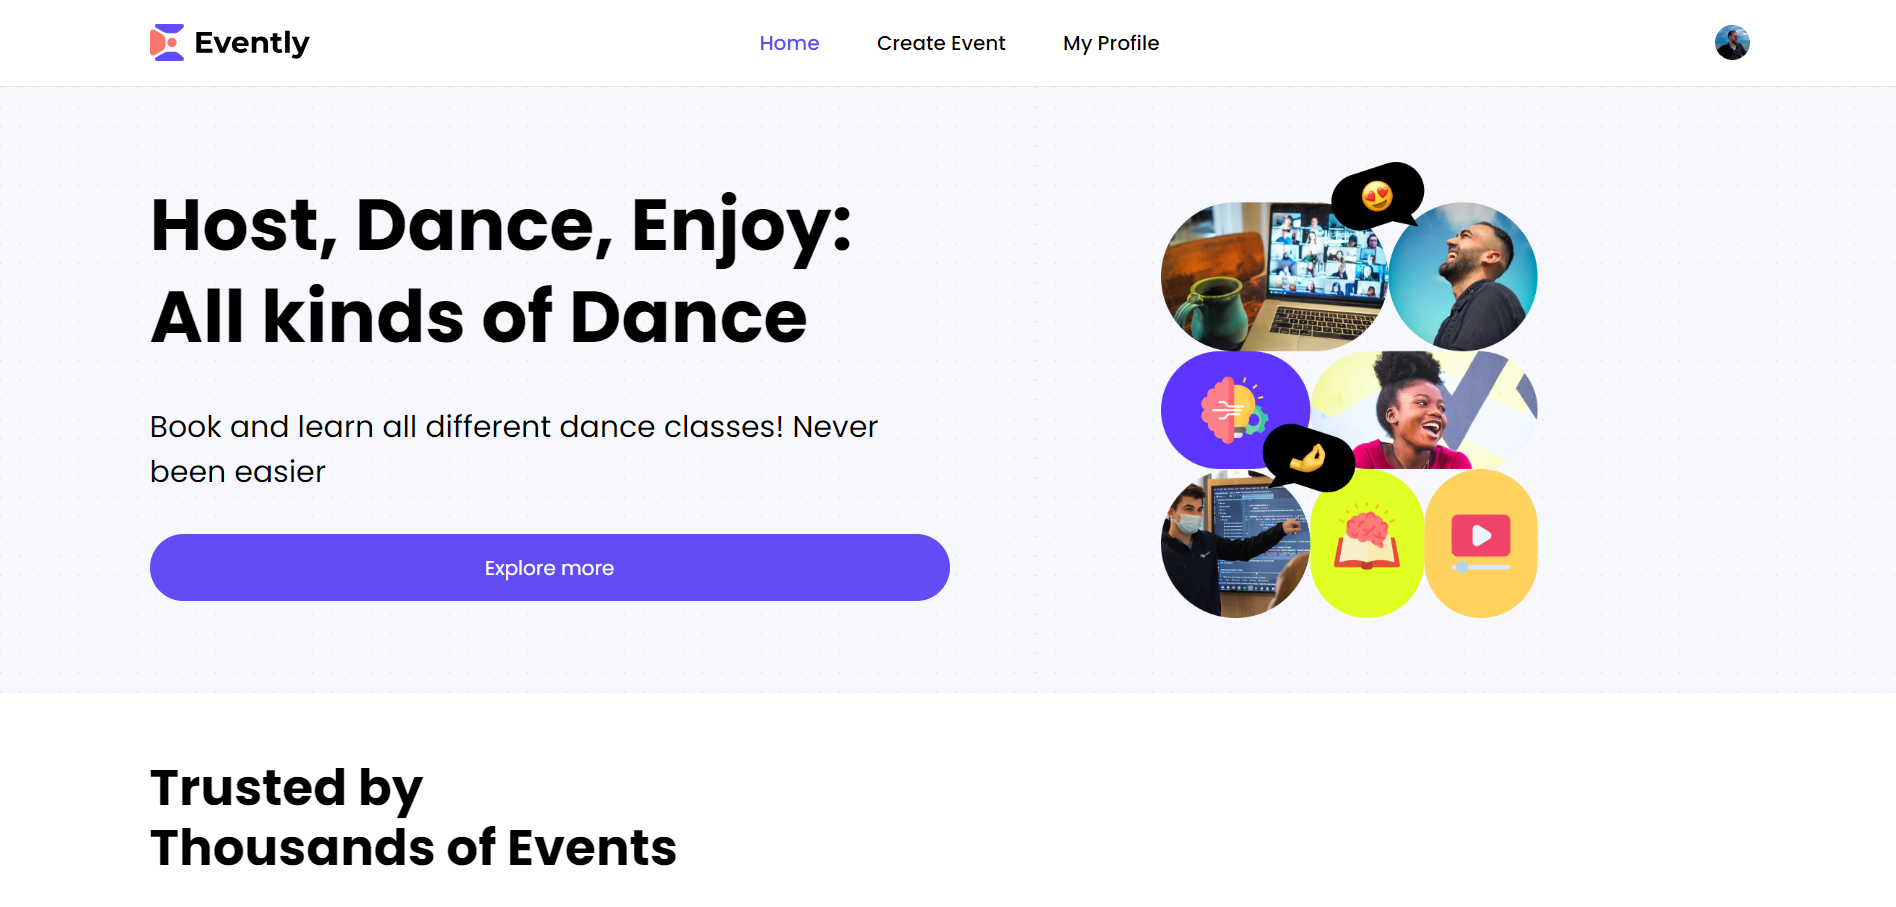 Evently
Home
Create Event
My Profile
Host, Dance, Enjoy:
All kinds of Dance
Book and learn all different dance classes! Never
been easier
Explore more
Trusted by
Thousands of Events